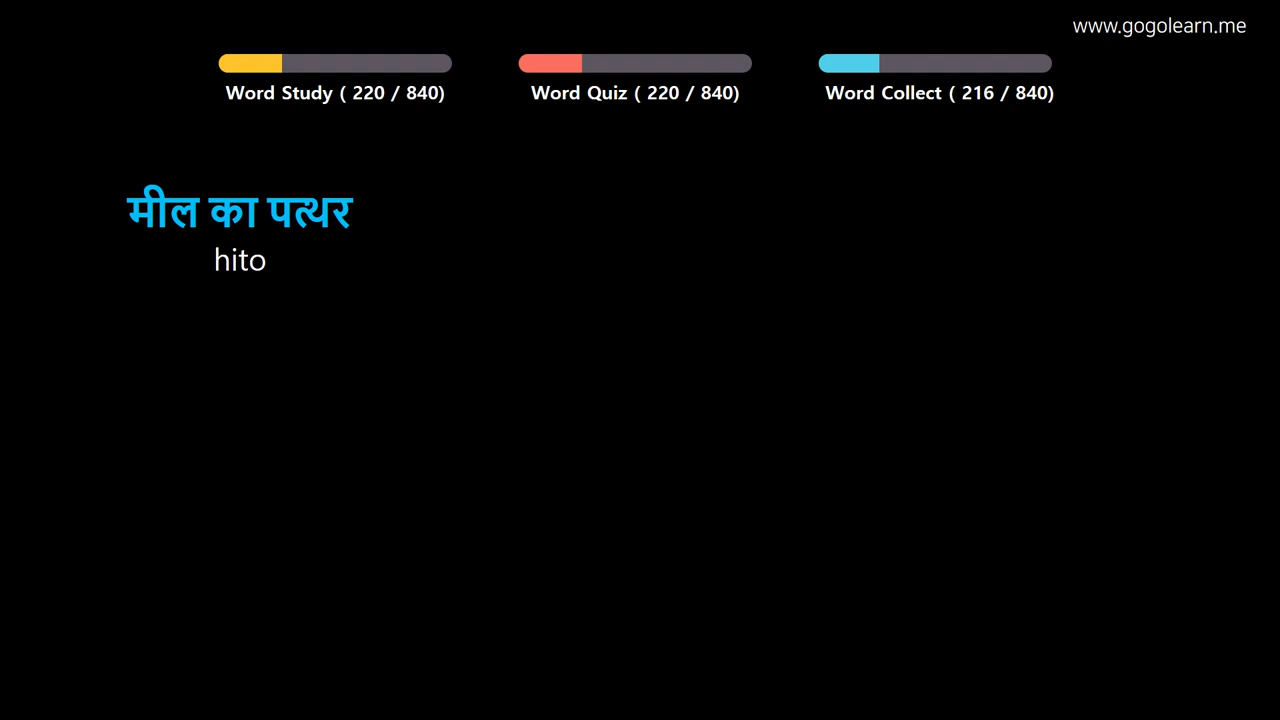 www.gogolearn.me
Word Study ( 220 / 840)
Word Quiz ( 220 / 840)
Word Collect ( 216 / 840)
मील का पत्थर
hito